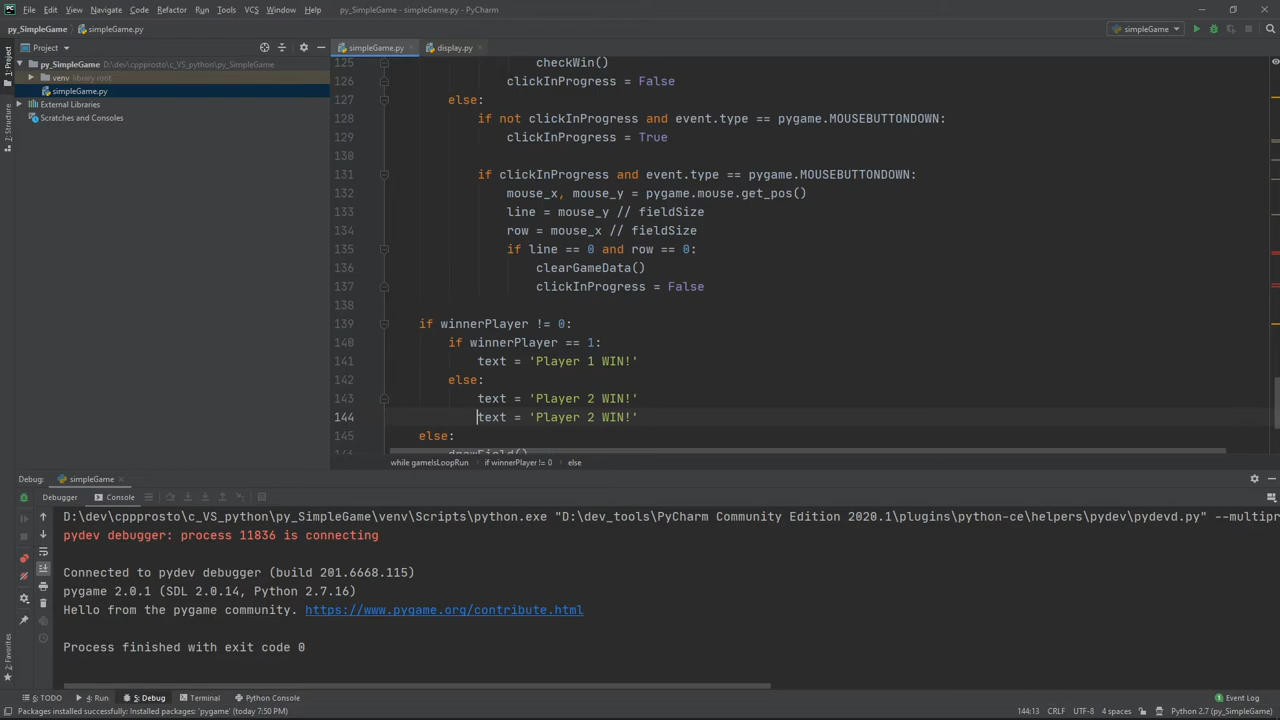 File Edit View Navigate Code Refactor Run Tools VCS Window Help py_SimpleGame - simpleGame.py - PyCharm
py_SimpleGame simpleGame.py simpleGame
Project simpleGame.py display.py
1: Project
py_SimpleGame D:\dev\cppprosto\c_VS_python\py_SimpleGame
venv library root
simpleGame.py
External Libraries
Scratches and Consoles
7: Structure
125 checkWin()
126 clickInProgress = False
127 else:
128 if not clickInProgress and event.type == pygame.MOUSEBUTTONDOWN:
129 clickInProgress = True
130
131 if clickInProgress and event.type == pygame.MOUSEBUTTONDOWN:
132 mouse_x, mouse_y = pygame.mouse.get_pos()
133 line = mouse_y // fieldSize
134 row = mouse_x // fieldSize
135 if line == 0 and row == 0:
136 clearGameData()
137 clickInProgress = False
138
139 if winnerPlayer != 0:
140 if winnerPlayer == 1:
141 text = 'Player 1 WIN!'
142 else:
143 text = 'Player 2 WIN!'
144 text = 'Player 2 WIN!'
145 else:
146 drawField()
while gameIsLoopRun if winnerPlayer != 0 else
Debug: simpleGame
Debugger Console
D:\dev\cppprosto\c_VS_python\py_SimpleGame\venv\Scripts\python.exe "D:\dev_tools\PyCharm Community Edition 2020.1\plugins\python-ce\helpers\pydev\pydevd.py" --multipr
pydev debugger: process 11836 is connecting
Connected to pydev debugger (build 201.6668.115)
pygame 2.0.1 (SDL 2.0.14, Python 2.7.16)
Hello from the pygame community. https://www.pygame.org/contribute.html
Process finished with exit code 0
2: Favorites
6: TODO 4: Run 5: Debug Terminal Python Console Event Log
Packages installed successfully: Installed packages: 'pygame' (today 7:50 PM) 144:13 CRLF UTF-8 4 spaces Python 2.7 (py_SimpleGame)